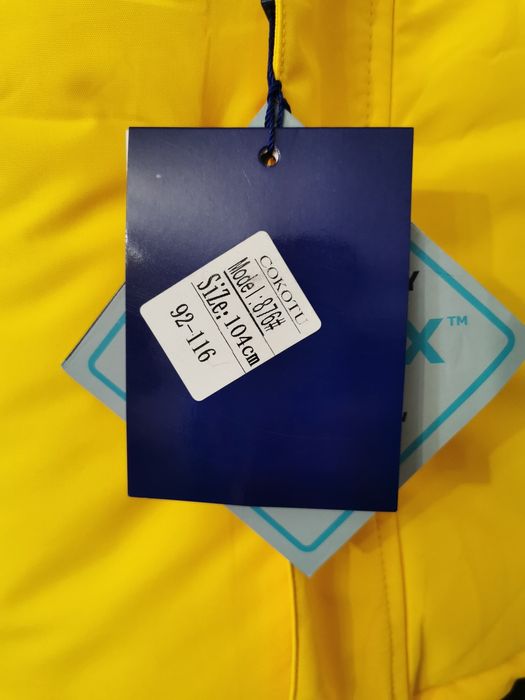 COKOTU
Model:876#
Size:104cm
92-116
Y
X™
Y